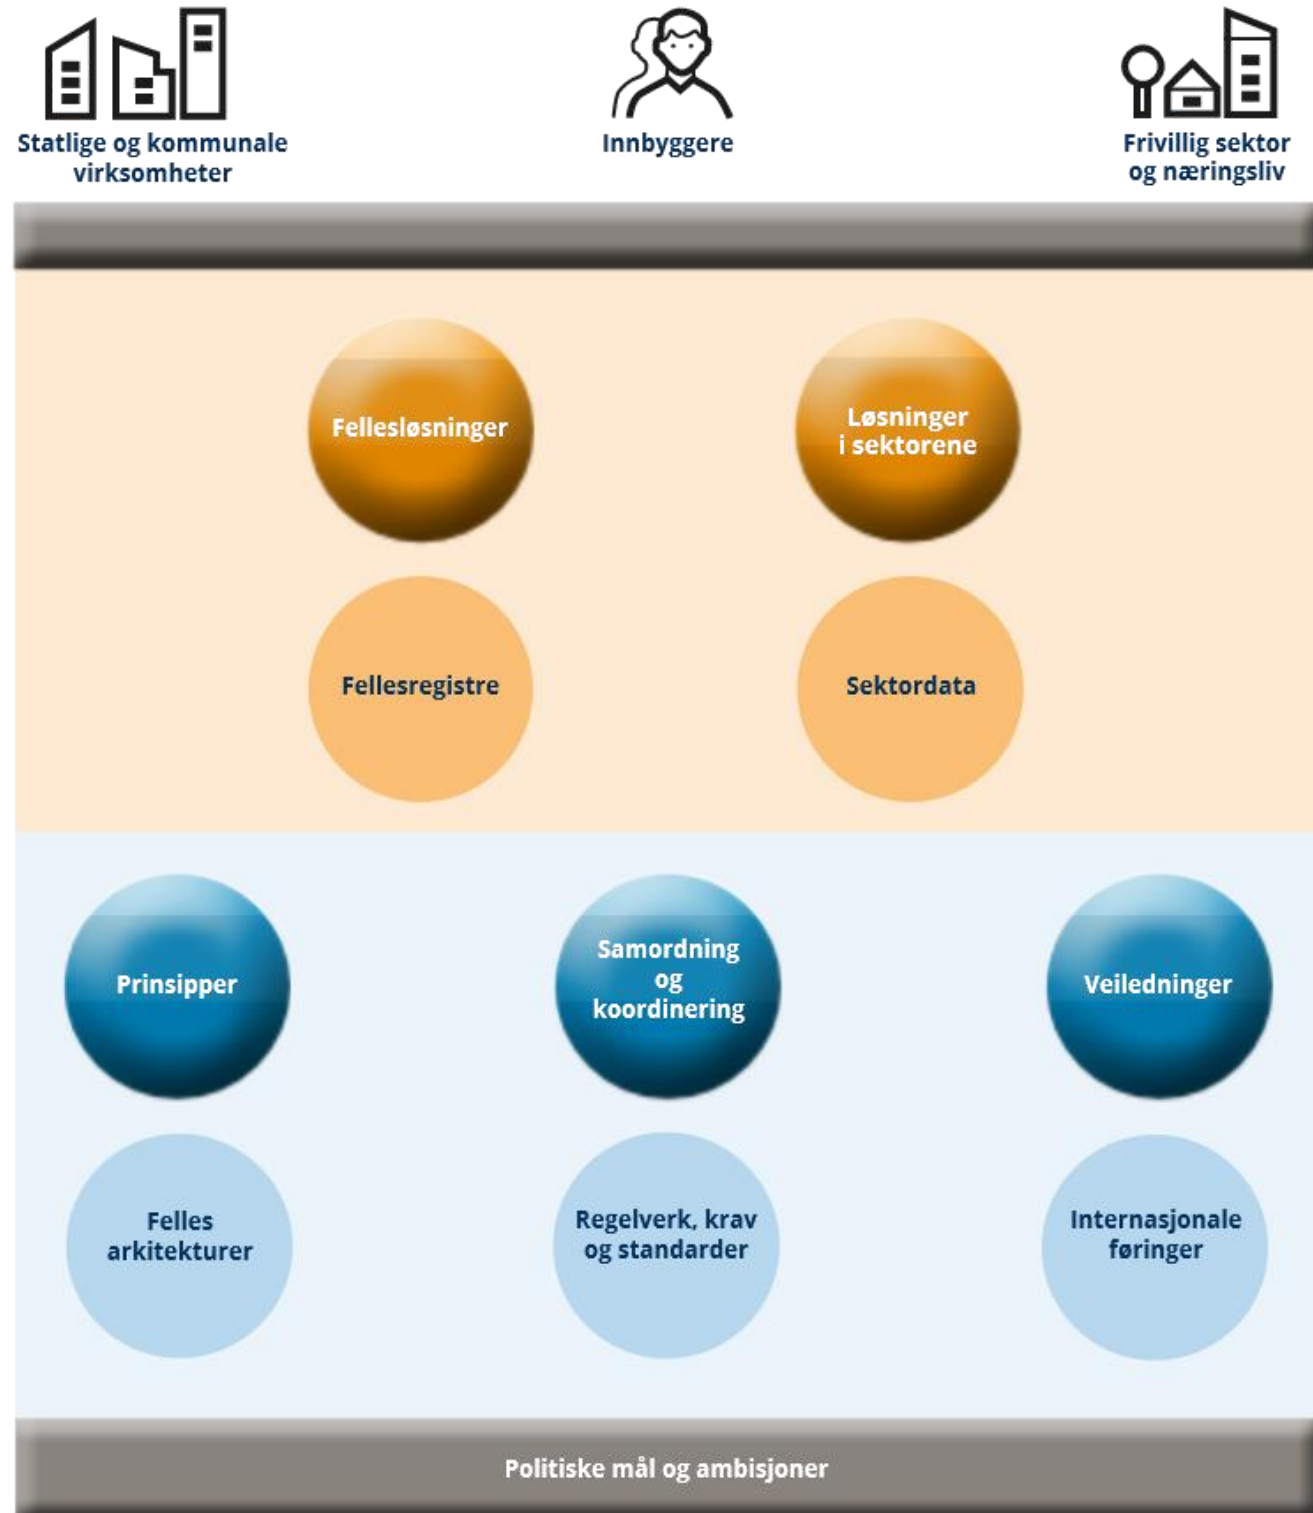 Statlige og kommunale
virksomheter
Innbyggere
Frivillig sektor
og næringsliv
Fellesløsninger
Løsninger
i sektorene
Fellesregistre
Sektordata
Prinsipper
Samordning
og
koordinering
Veiledninger
Felles
arkitekturer
Regelverk, krav
og standarder
Internasjonale
føringer
Politiske mål og ambisjoner